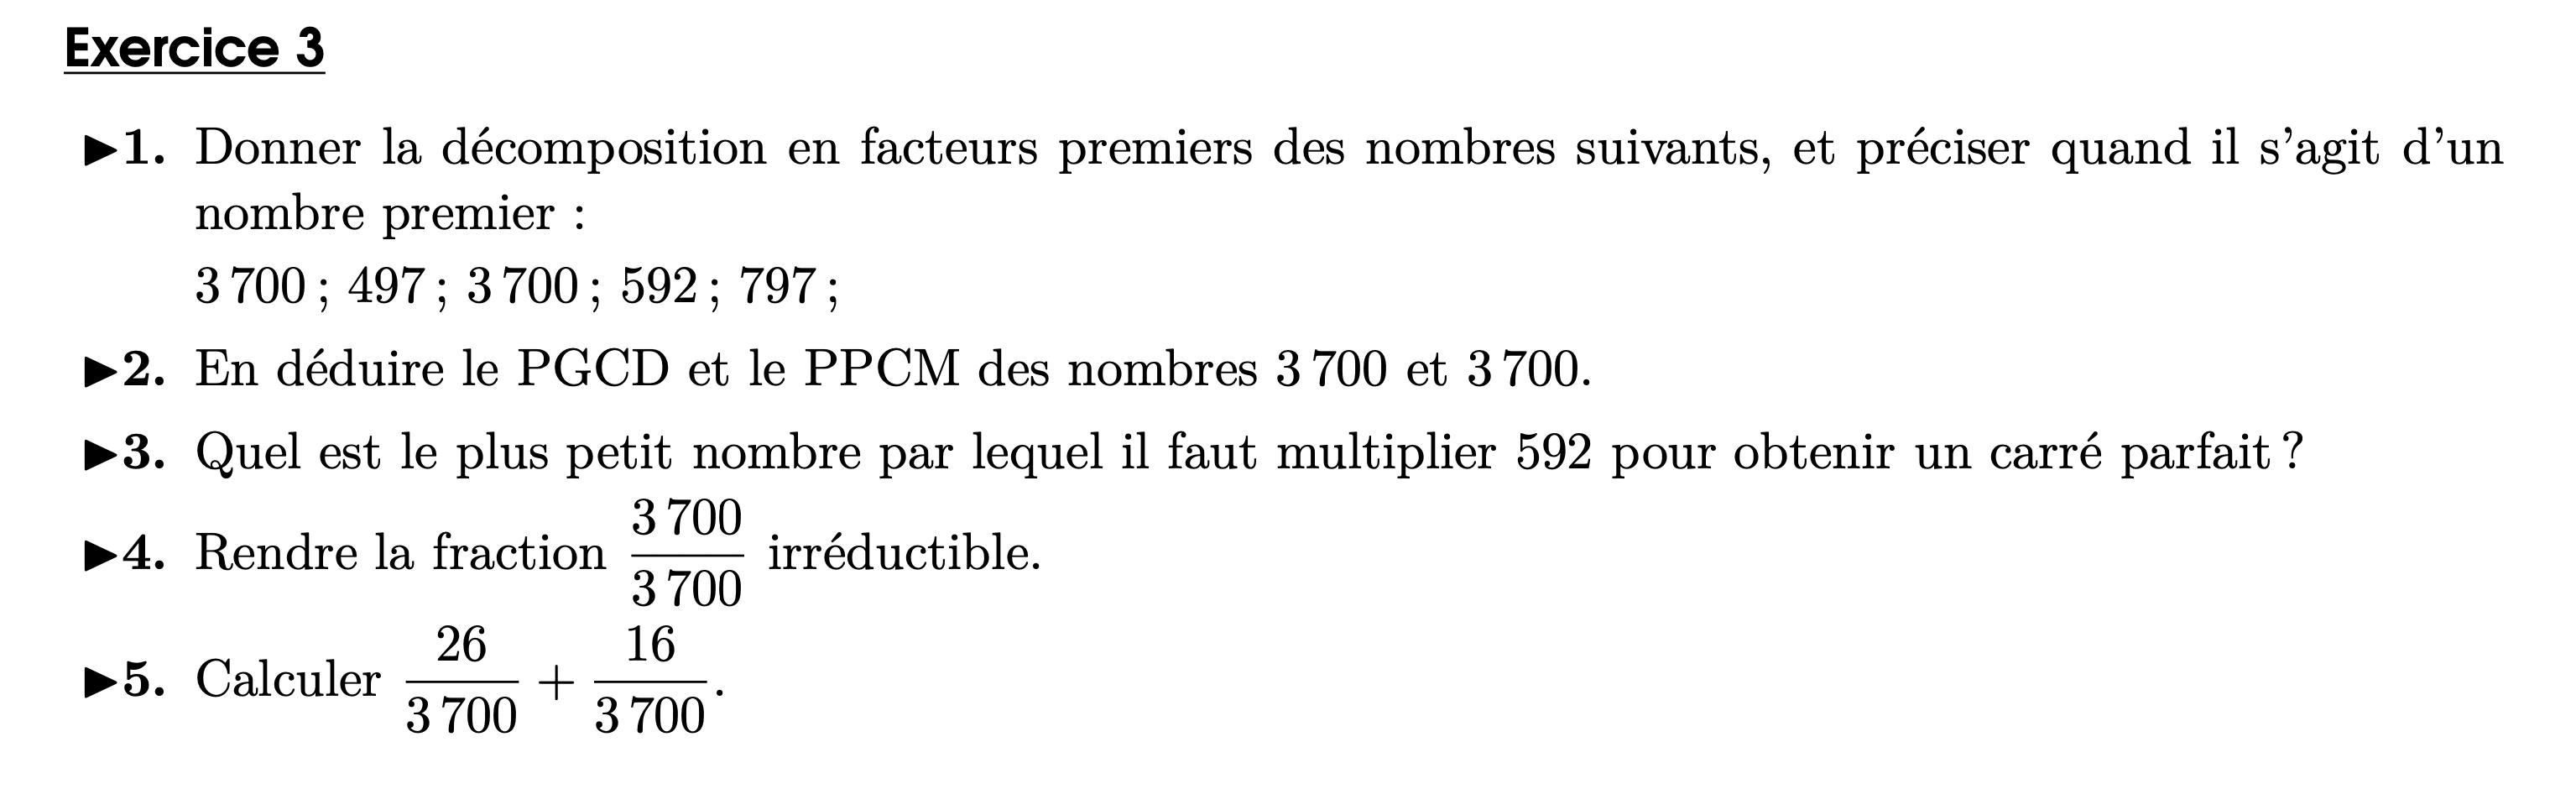 Exercice 3
▶1. Donner la décomposition en facteurs premiers des nombres suivants, et préciser quand il s’agit d’un
nombre premier :
3 700 ; 497 ; 3 700 ; 592 ; 797 ;
▶2. En déduire le PGCD et le PPCM des nombres 3 700 et 3 700.
▶3. Quel est le plus petit nombre par lequel il faut multiplier 592 pour obtenir un carré parfait ?
▶4. Rendre la fraction 3 700/3 700 irréductible.
▶5. Calculer 26/3 700 + 16/3 700.